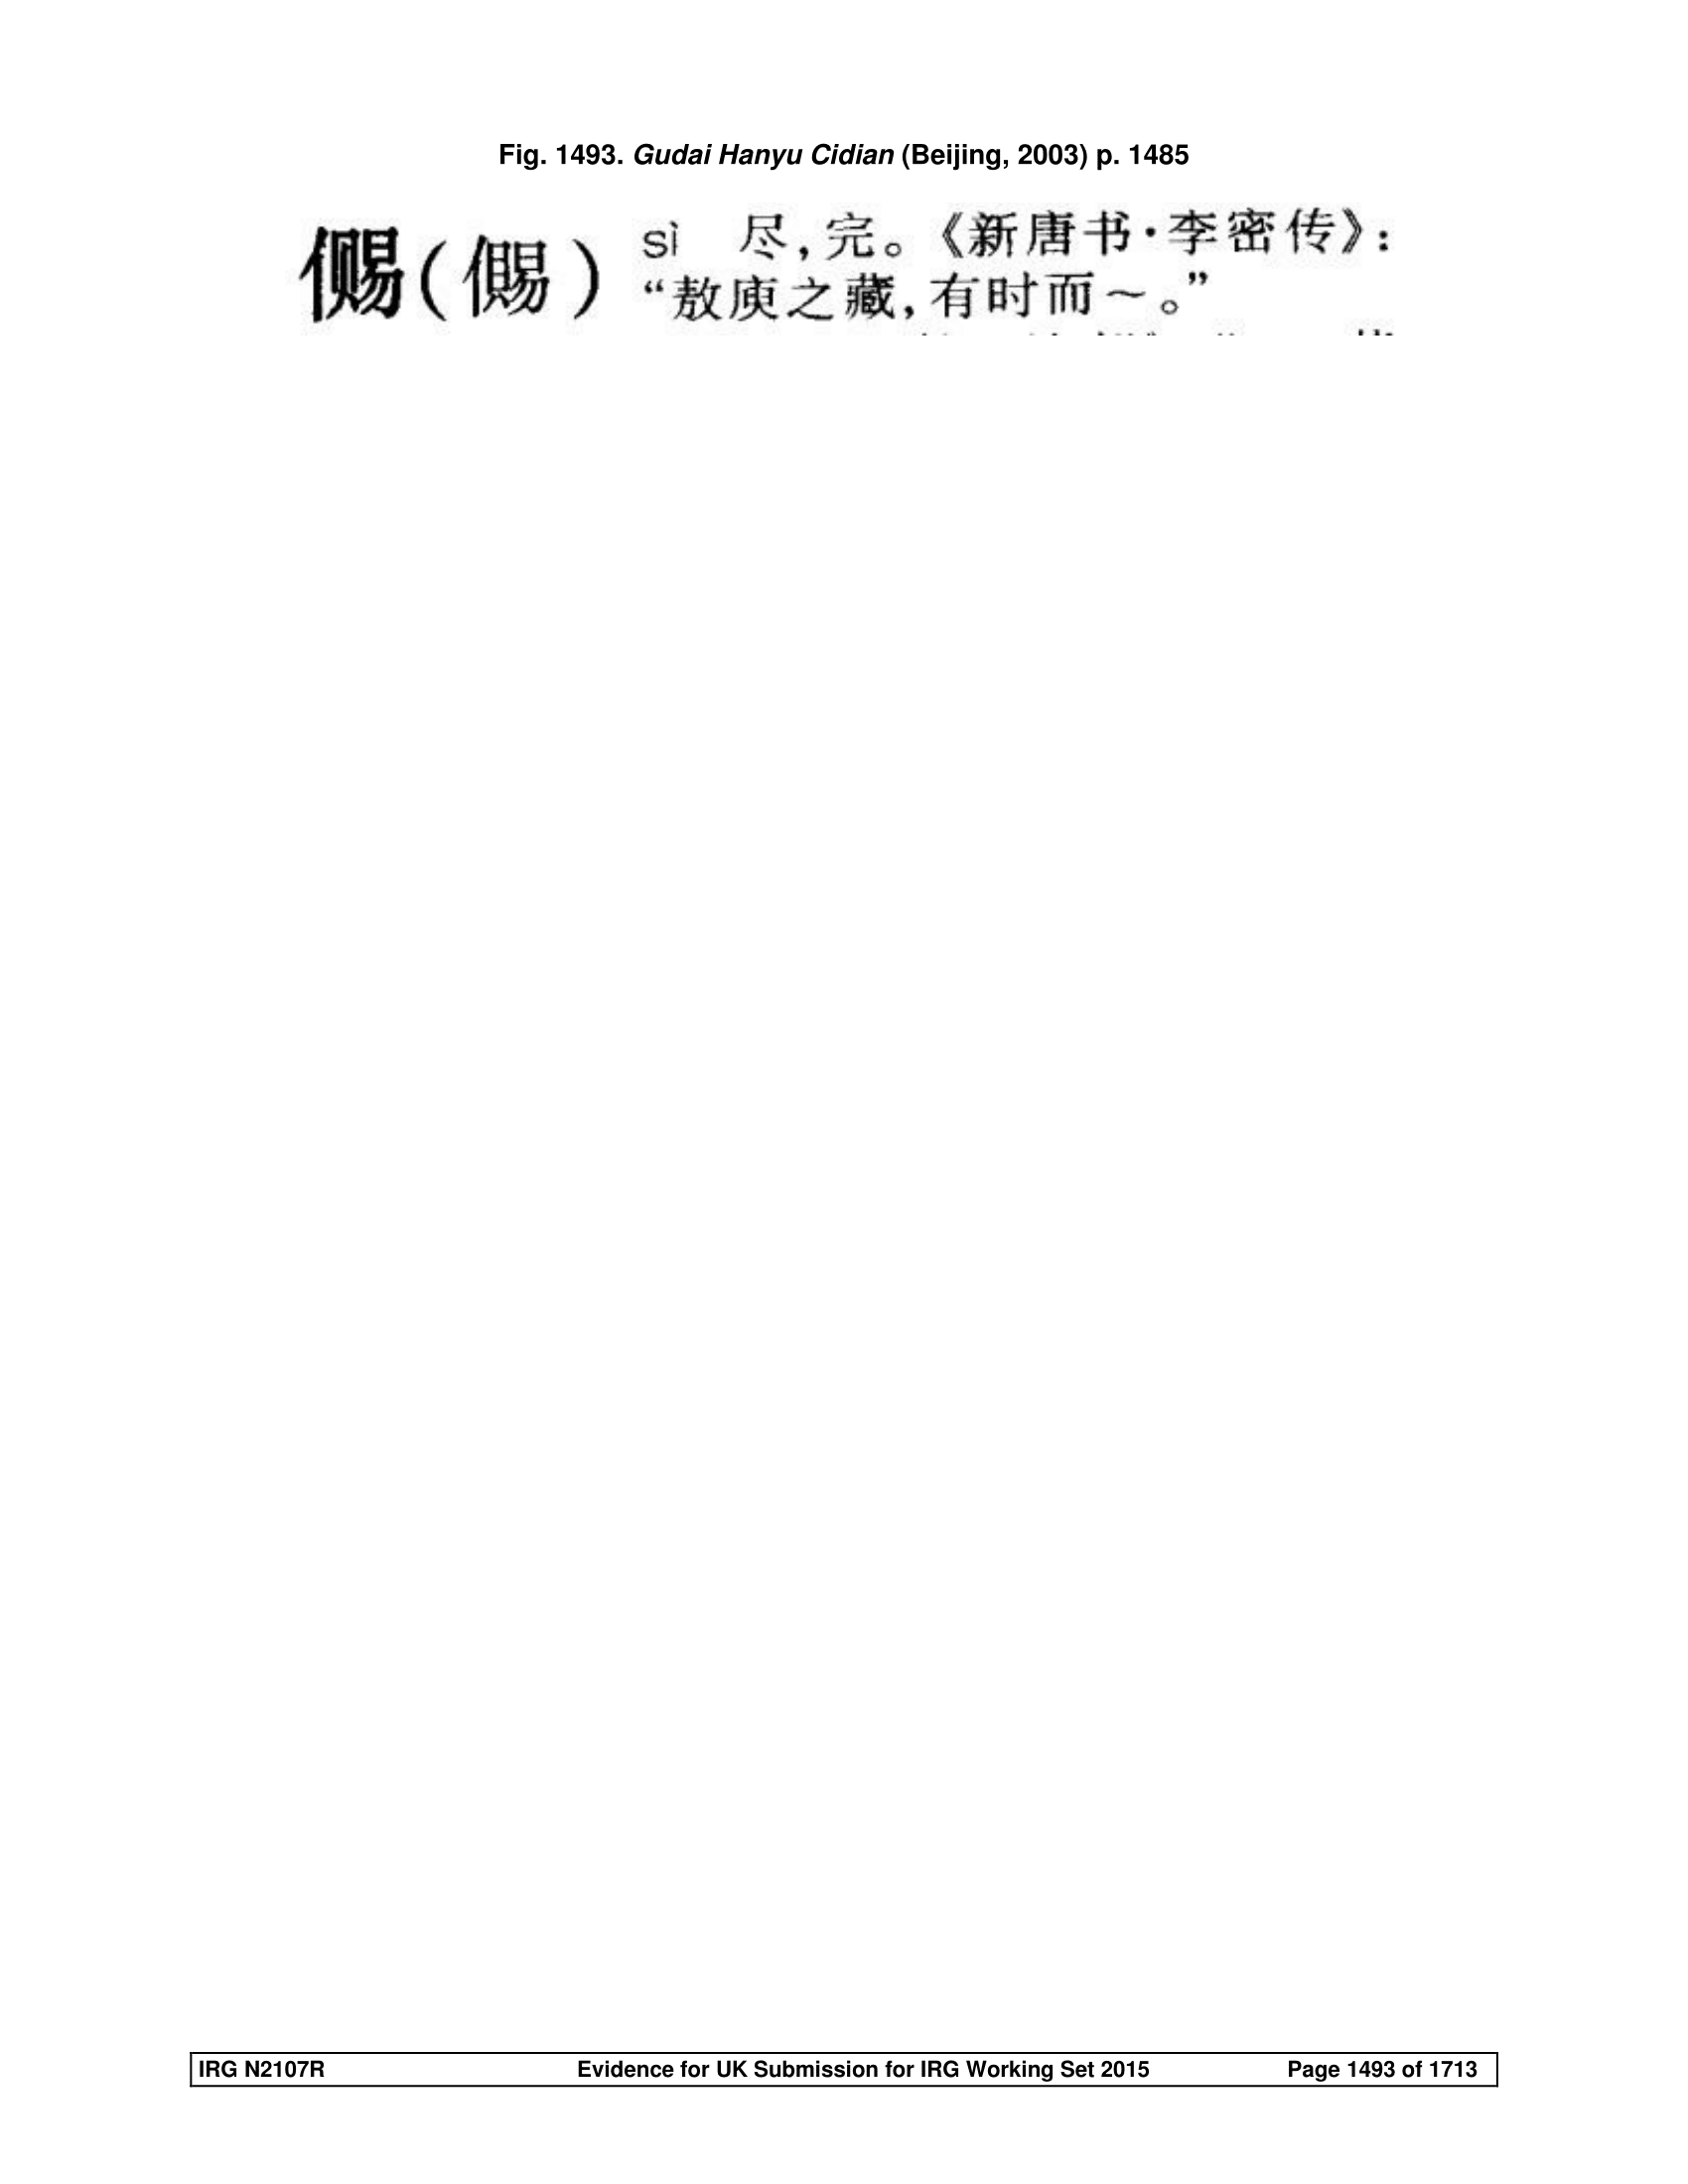 Fig. 1493. Gudai Hanyu Cidian (Beijing, 2003) p. 1485
⿰亻赐(儩) sì 尽,完。《新唐书·李密传》:
“敖庾之藏,有时而~。”
IRG N2107R Evidence for UK Submission for IRG Working Set 2015 Page 1493 of 1713